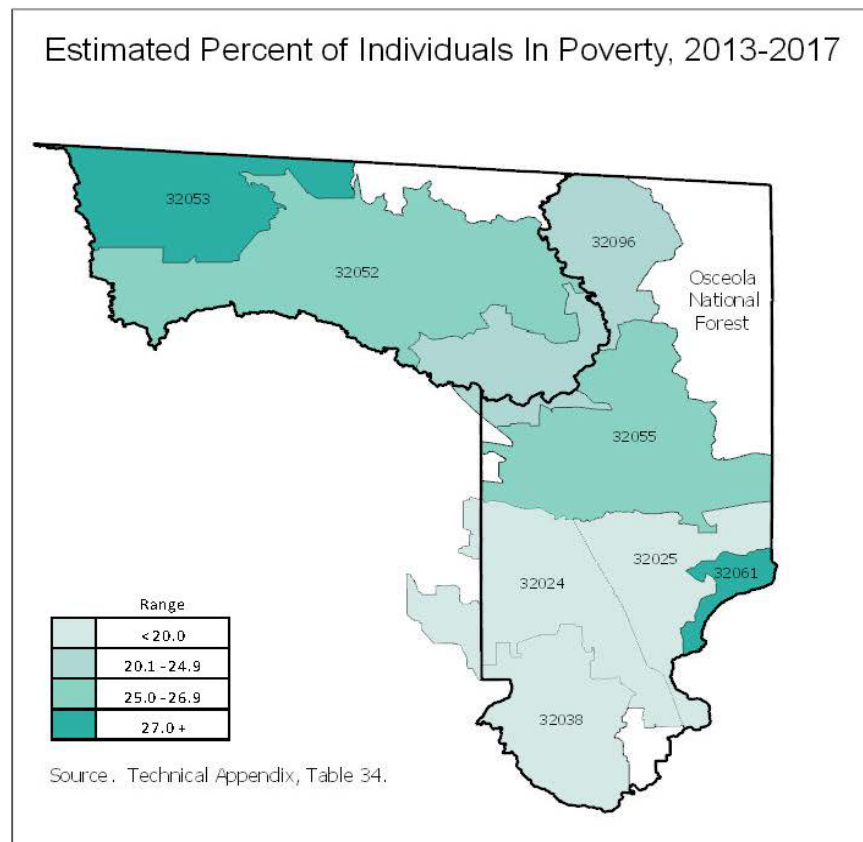 Estimated Percent of Individuals In Poverty, 2013-2017
32053
32096
32052
Osceola
National
Forest
32055
32025
32061
32024
32038
Range
<20.0
20.1 -24.9
25.0 -26.9
27.0 +
Source. Technical Appendix, Table 34.